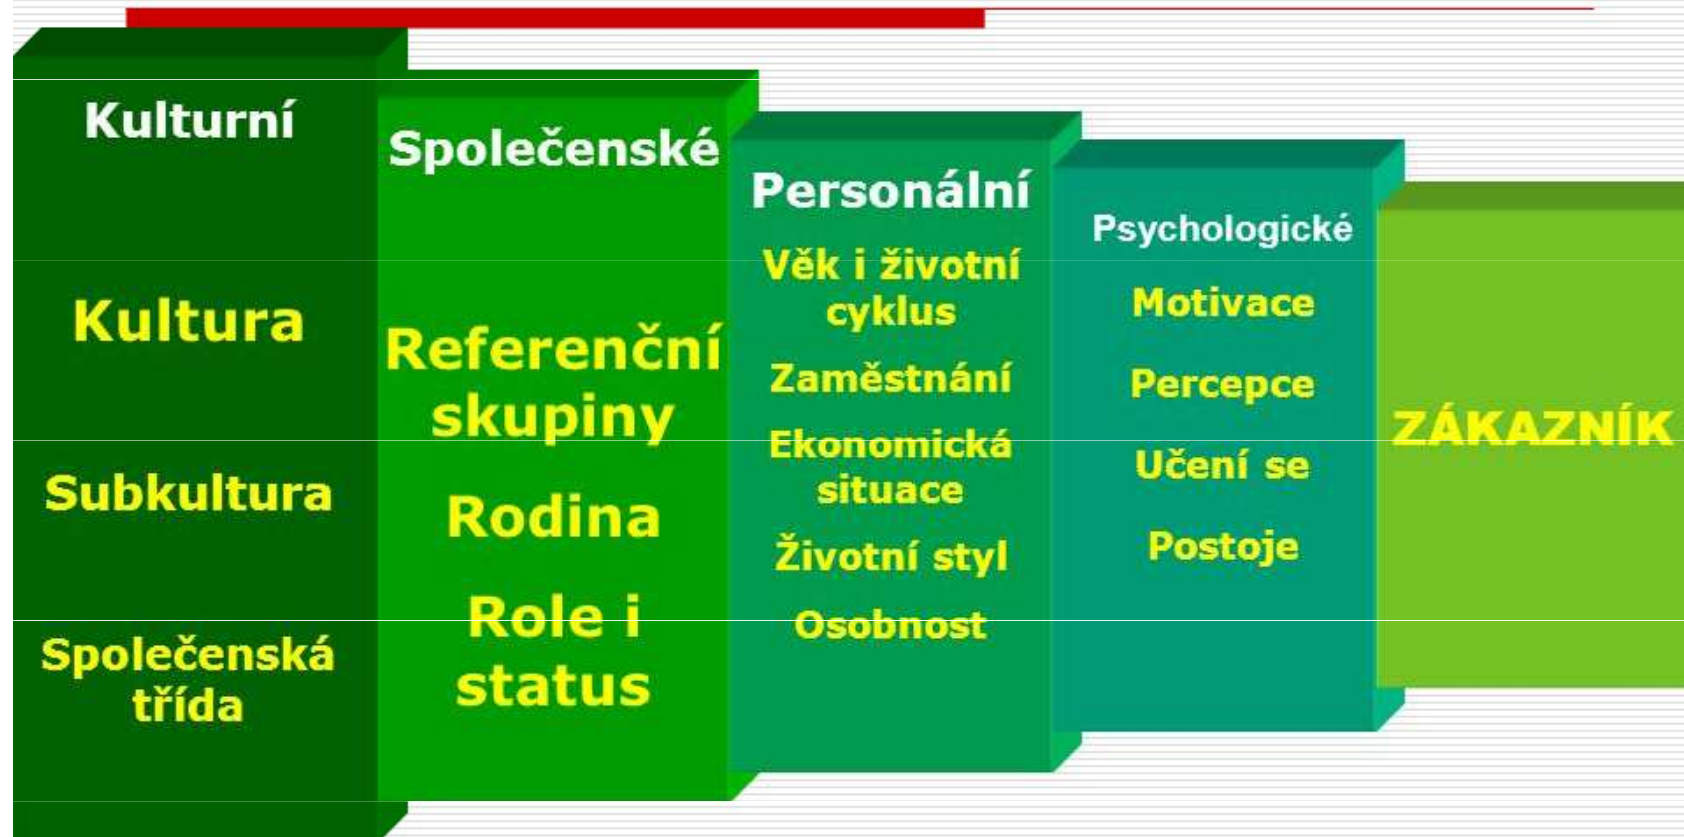 Kulturní
Kultura
Subkultura
Společenská
třída
Společenské
Referenční
skupiny
Rodina
Role i
status
Personální
Věk i životní
cyklus
Zaměstnání
Ekonomická
situace
Životní styl
Osobnost
Psychologické
Motivace
Percepce
Učení se
Postoje
ZÁKAZNÍK